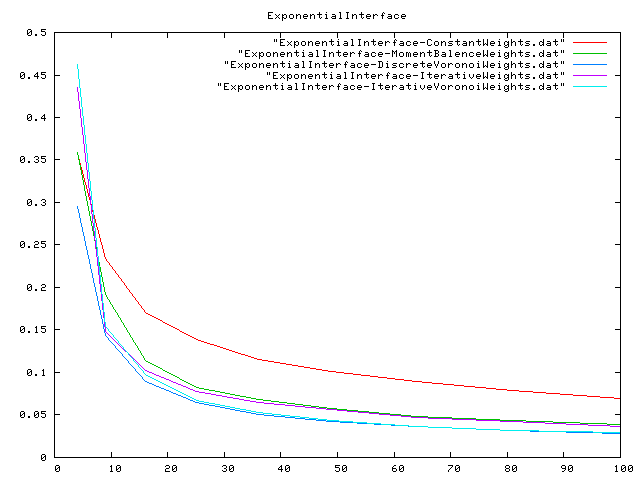 ExponentialInterface
"ExponentialInterface-ConstantWeights.dat"
"ExponentialInterface-MomentBalenceWeights.dat"
"ExponentialInterface-DiscreteVoronoiWeights.dat"
"ExponentialInterface-IterativeWeights.dat"
"ExponentialInterface-IterativeVoronoiWeights.dat"
0.5
0.45
0.4
0.35
0.3
0.25
0.2
0.15
0.1
0.05
0
0 10 20 30 40 50 60 70 80 90 100